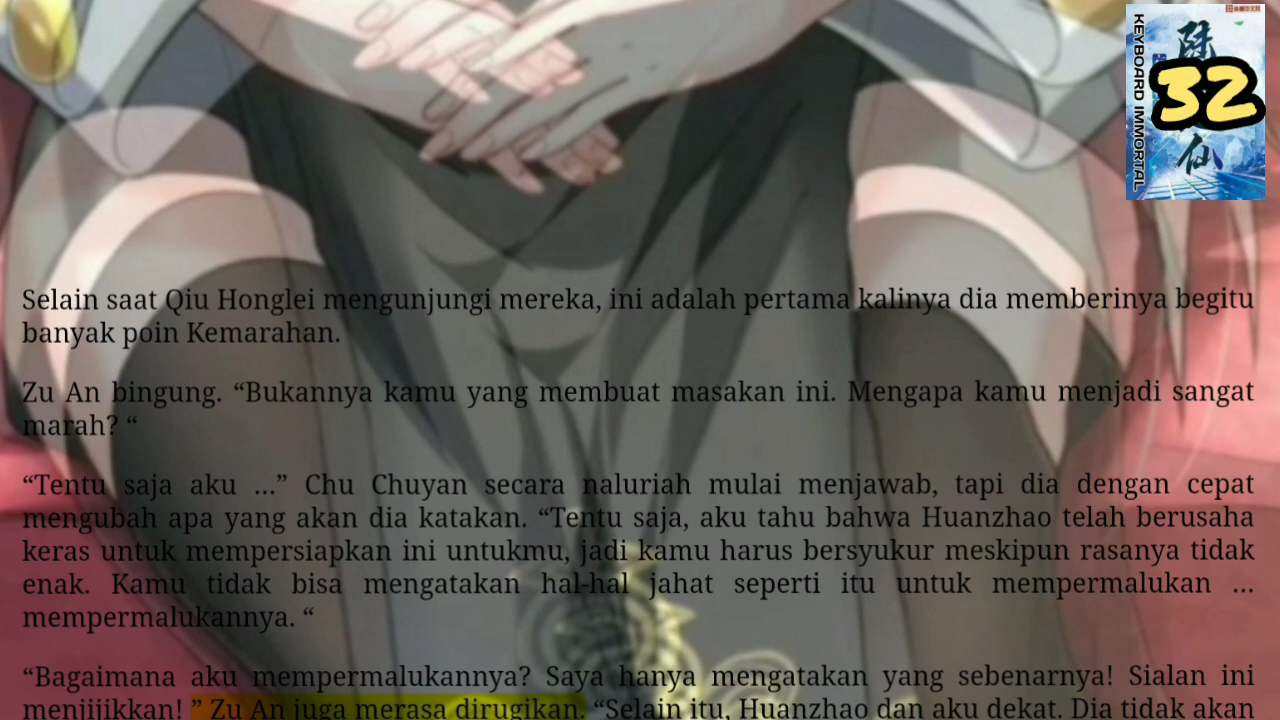 KEYBOARD IMMORTAL
陆
仙
32
Selain saat Qiu Honglei mengunjungi mereka, ini adalah pertama kalinya dia memberinya begitu
banyak poin Kemarahan.
Zu An bingung. “Bukannya kamu yang membuat masakan ini. Mengapa kamu menjadi sangat
marah? “
“Tentu saja aku …” Chu Chuyan secara naluriah mulai menjawab, tapi dia dengan cepat
mengubah apa yang akan dia katakan. “Tentu saja, aku tahu bahwa Huanzhao telah berusaha
keras untuk mempersiapkan ini untukmu, jadi kamu harus bersyukur meskipun rasanya tidak
enak. Kamu tidak bisa mengatakan hal-hal jahat seperti itu untuk mempermalukan …
mempermalukannya. “
“Bagaimana aku mempermalukannya? Saya hanya mengatakan yang sebenarnya! Sialan ini
menjijikkan! ” Zu An juga merasa dirugikan. “Selain itu, Huanzhao dan aku dekat. Dia tidak akan